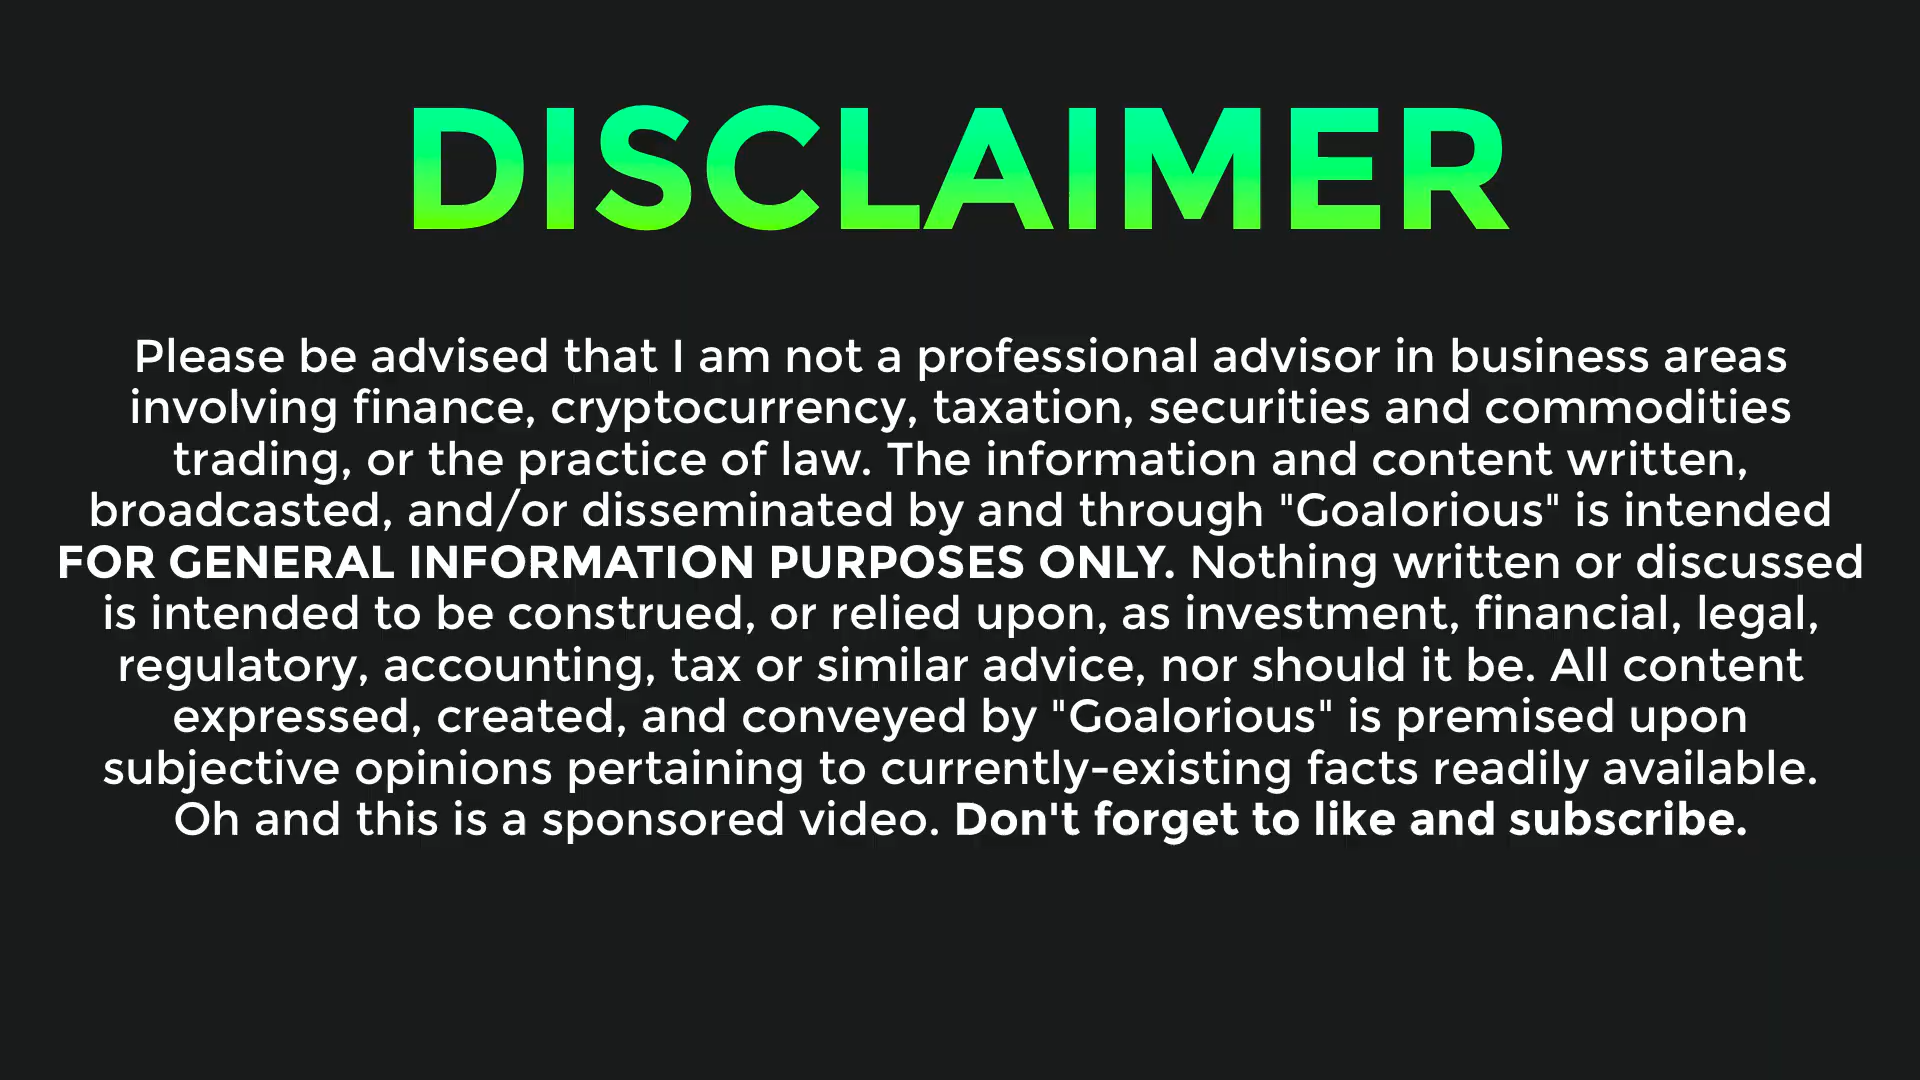 DISCLAIMER
Please be advised that I am not a professional advisor in business areas
involving finance, cryptocurrency, taxation, securities and commodities
trading, or the practice of law. The information and content written,
broadcasted, and/or disseminated by and through "Goalorious" is intended
FOR GENERAL INFORMATION PURPOSES ONLY. Nothing written or discussed
is intended to be construed, or relied upon, as investment, financial, legal,
regulatory, accounting, tax or similar advice, nor should it be. All content
expressed, created, and conveyed by "Goalorious" is premised upon
subjective opinions pertaining to currently-existing facts readily available.
Oh and this is a sponsored video. Don't forget to like and subscribe.